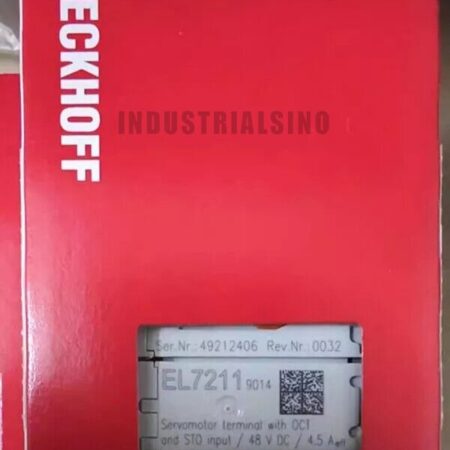 ECKHOFF
INDUSTRIALSINO
Ser.Nr.: 49212406 Rev.Nr.: 0032
EL7211 9014
Servomotor terminal with OCT
and STO input / 48 V DC / 4.5 Aeff